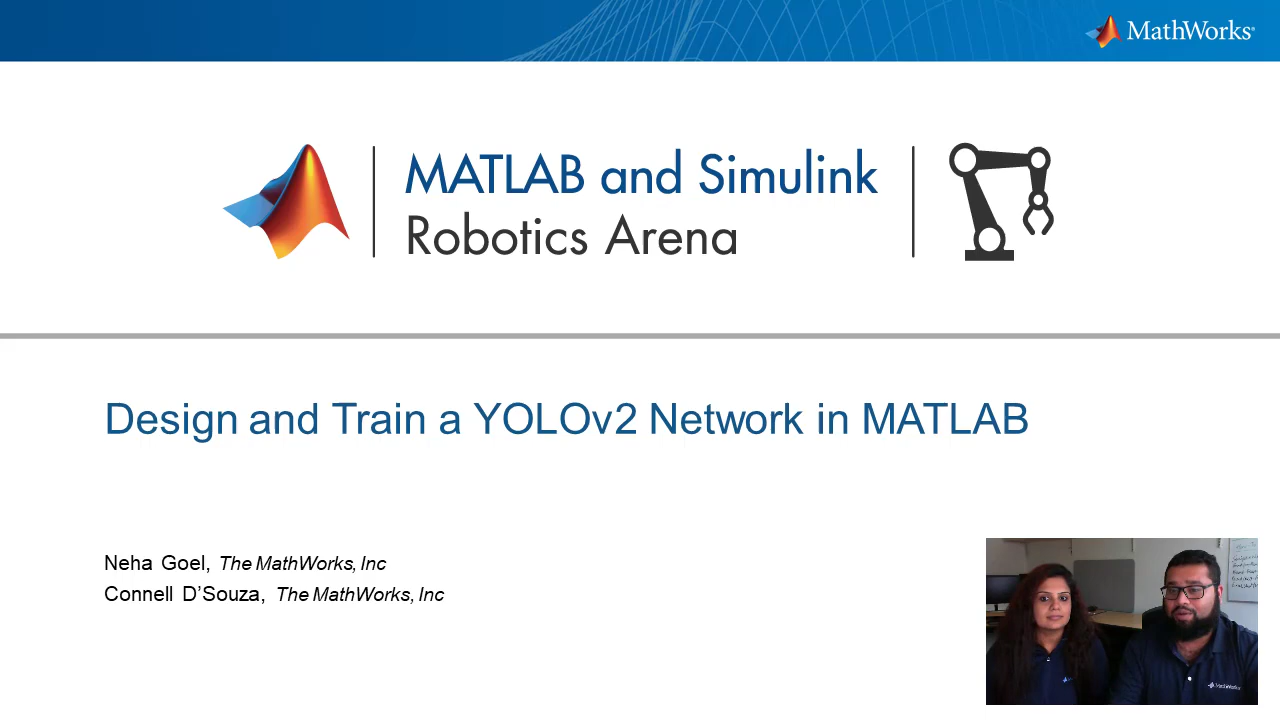 MathWorks®
MATLAB and Simulink
Robotics Arena
Design and Train a YOLOv2 Network in MATLAB
Neha Goel, The MathWorks, Inc
Connell D’Souza, The MathWorks, Inc
MathWorks